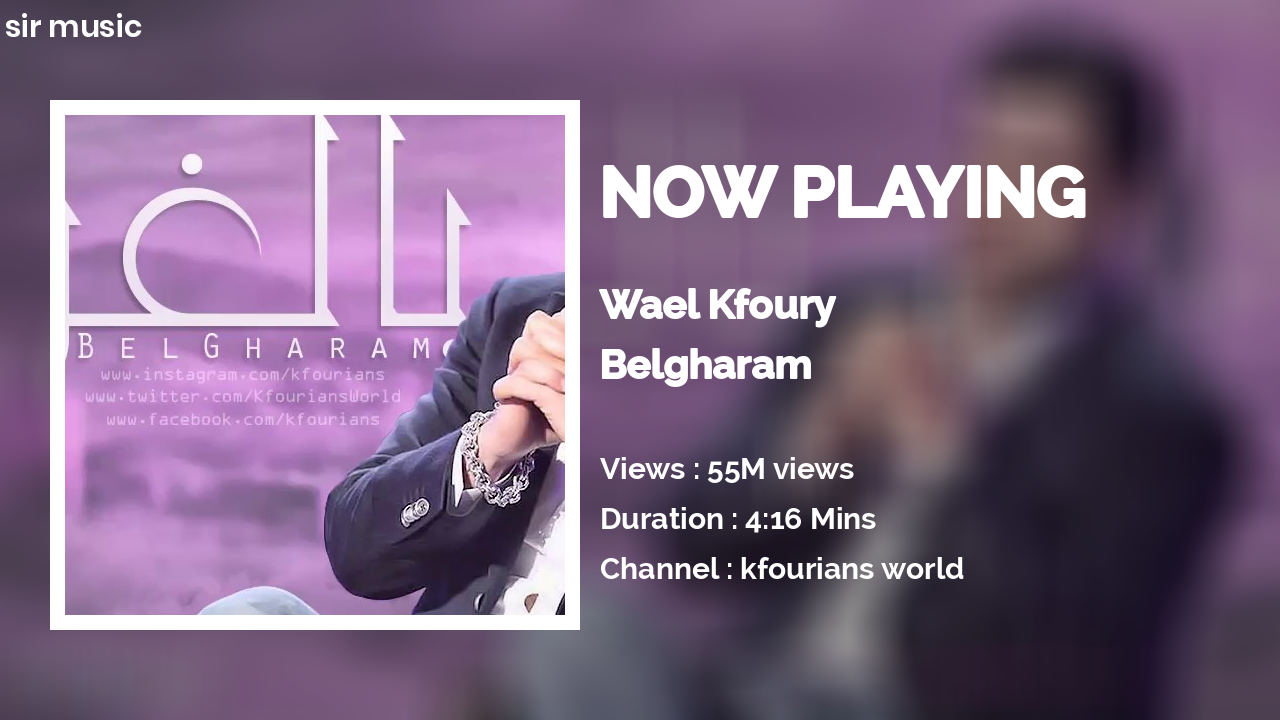 sir music
NOW PLAYING
Wael Kfoury
Belgharam
Views : 55M views
Duration : 4:16 Mins
Channel : kfourians world
BELGHARAM
www.instagram.com/kfourians
www.twitter.com/KfouriansWorld
www.facebook.com/kfourians